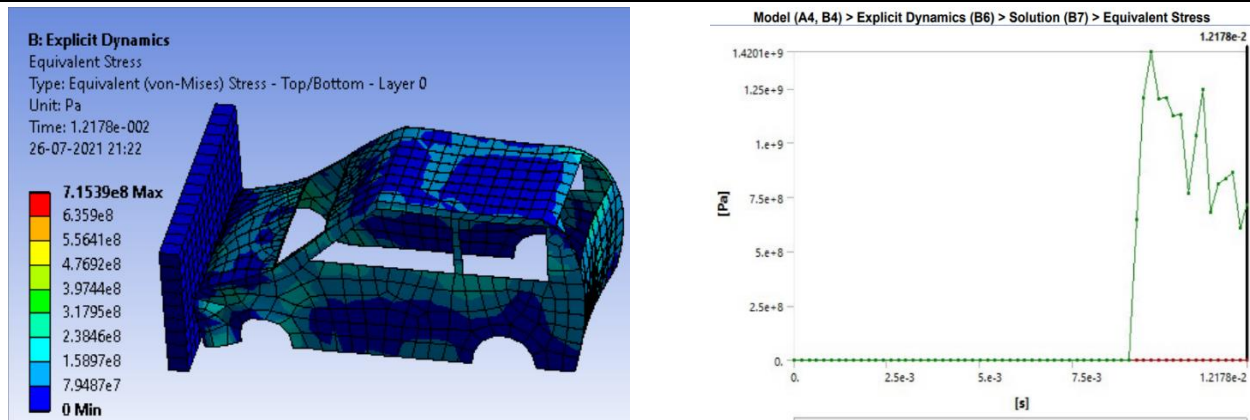 B: Explicit Dynamics
Equivalent Stress
Type: Equivalent (von-Mises) Stress - Top/Bottom - Layer 0
Unit: Pa
Time: 1.2178e-002
26-07-2021 21:22
7.1539e8 Max
6.359e8
5.5641e8
4.7692e8
3.9744e8
3.1795e8
2.3846e8
1.5897e8
7.9487e7
0 Min
Model (A4, B4) > Explicit Dynamics (B6) > Solution (B7) > Equivalent Stress
1.2178e-2
1.4201e+9
1.25e+9
1.e+9
7.5e+8
5.e+8
2.5e+8
0.
[Pa]
0.
2.5e-3
5.e-3
7.5e-3
1.2178e-2
[s]